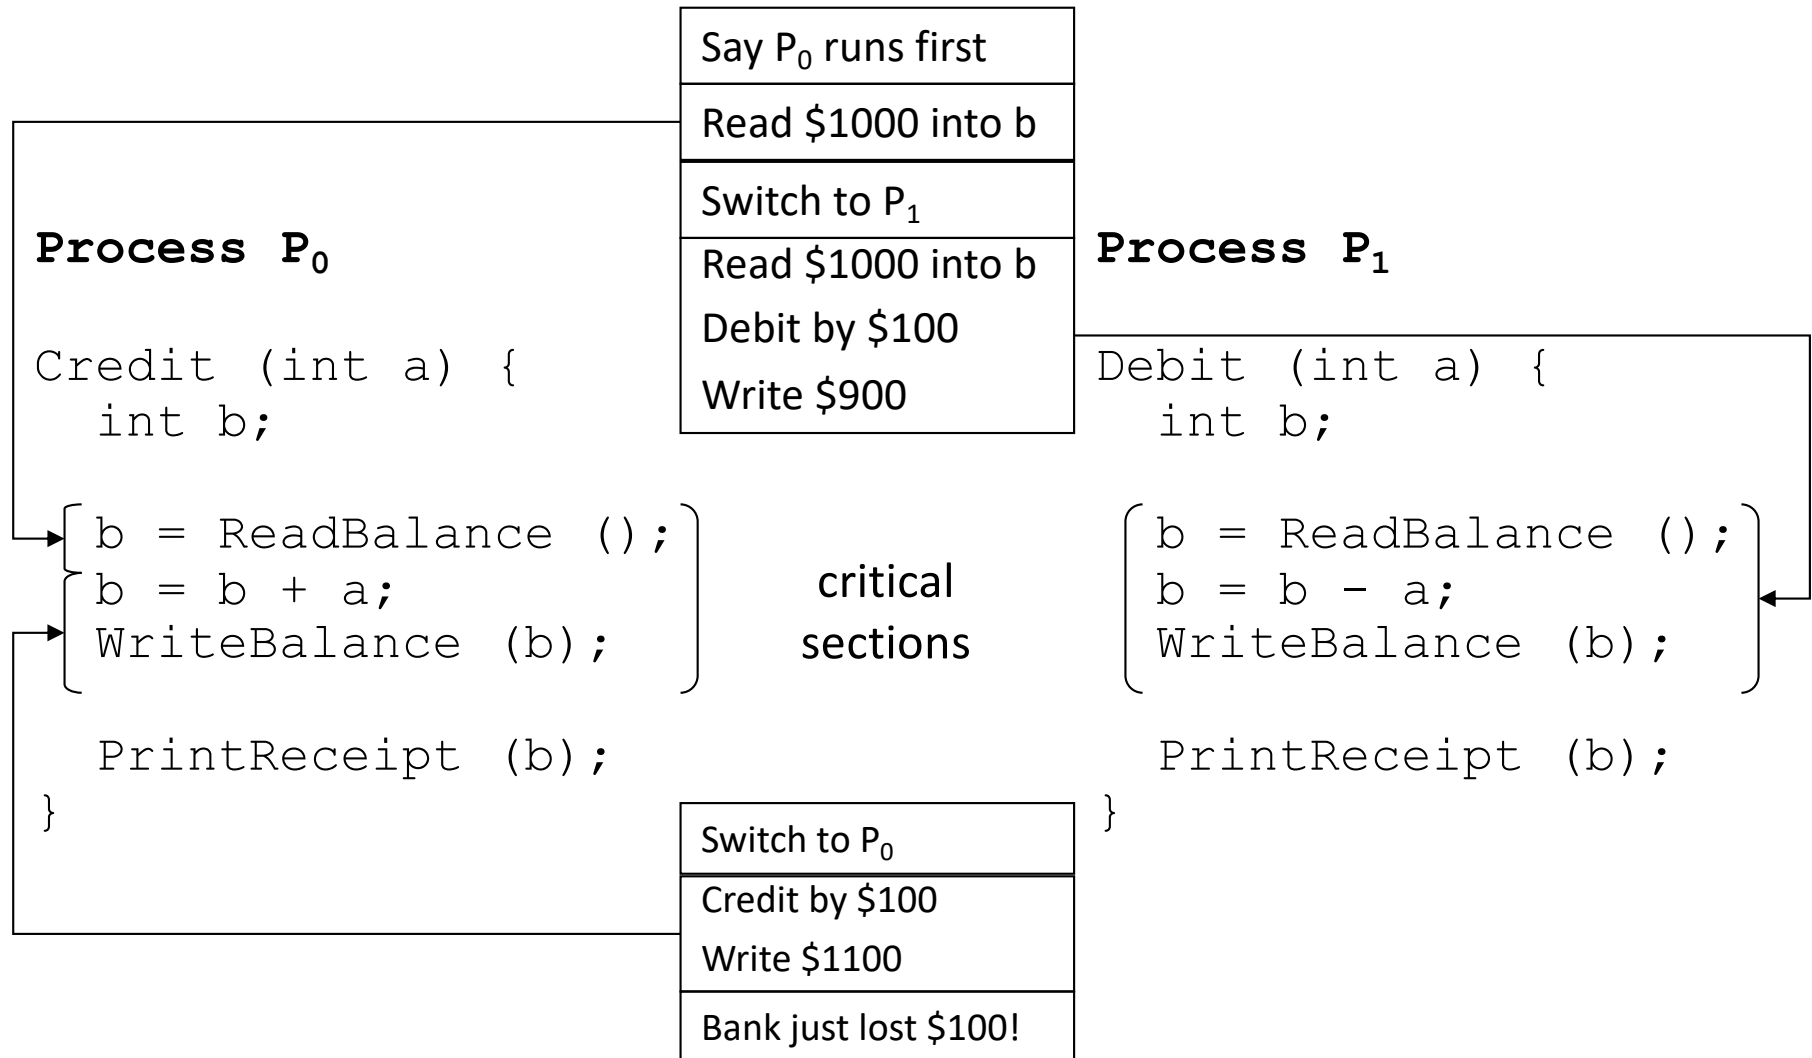 Say P₀ runs first
Read $1000 into b
Switch to P₁
Read $1000 into b
Debit by $100
Write $900
Process P₀
Credit (int a) {
int b;
b = ReadBalance ();
b = b + a;
WriteBalance (b);
PrintReceipt (b);
}
critical
sections
Process P₁
Debit (int a) {
int b;
b = ReadBalance ();
b = b – a;
WriteBalance (b);
PrintReceipt (b);
}
Switch to P₀
Credit by $100
Write $1100
Bank just lost $100!